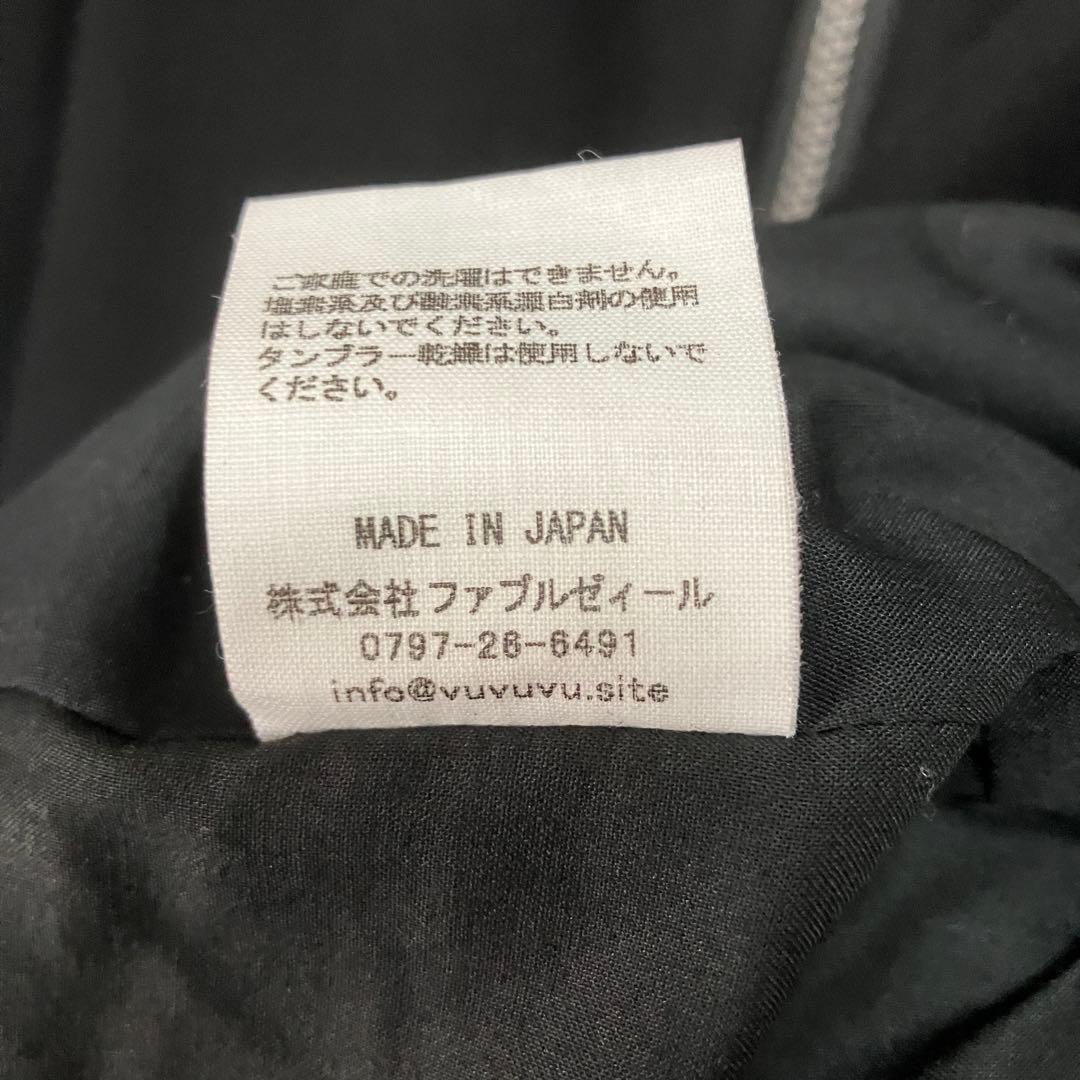 ご家庭での洗濯はできません。
塩素系及び酸素系漂白剤の使用
はしないでください。
タンブラー乾燥は使用しないで
ください。
MADE IN JAPAN
株式会社ファブルゼィール
0797-26-6491
info@vuvuvu.site